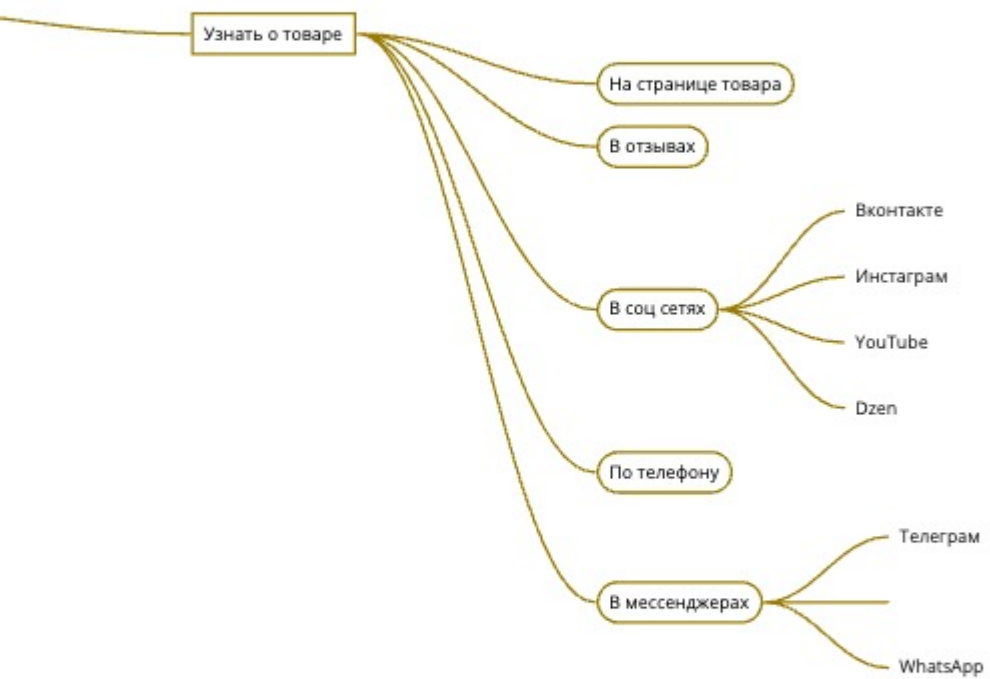 Узнать о товаре
На странице товара
В отзывах
Вконтакте
Инстаграм
В соц сетях
YouTube
Dzen
По телефону
Телеграм
В мессенджерах
WhatsApp